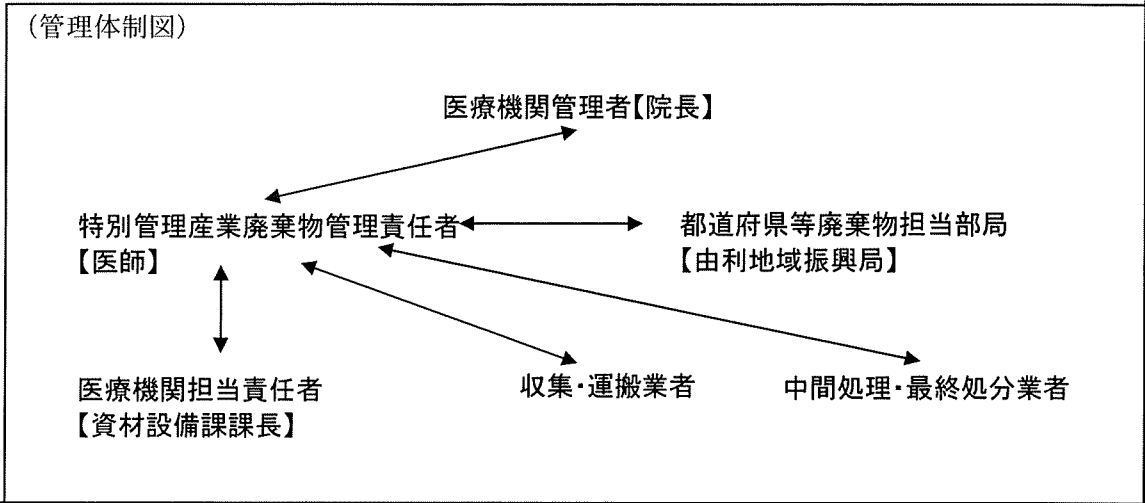 （管理体制図）
医療機関管理者【院長】
特別管理産業廃棄物管理責任者
【医師】
都道府県等廃棄物担当部局
【由利地域振興局】
医療機関担当責任者
【資材設備課課長】
収集・運搬業者
中間処理・最終処分業者